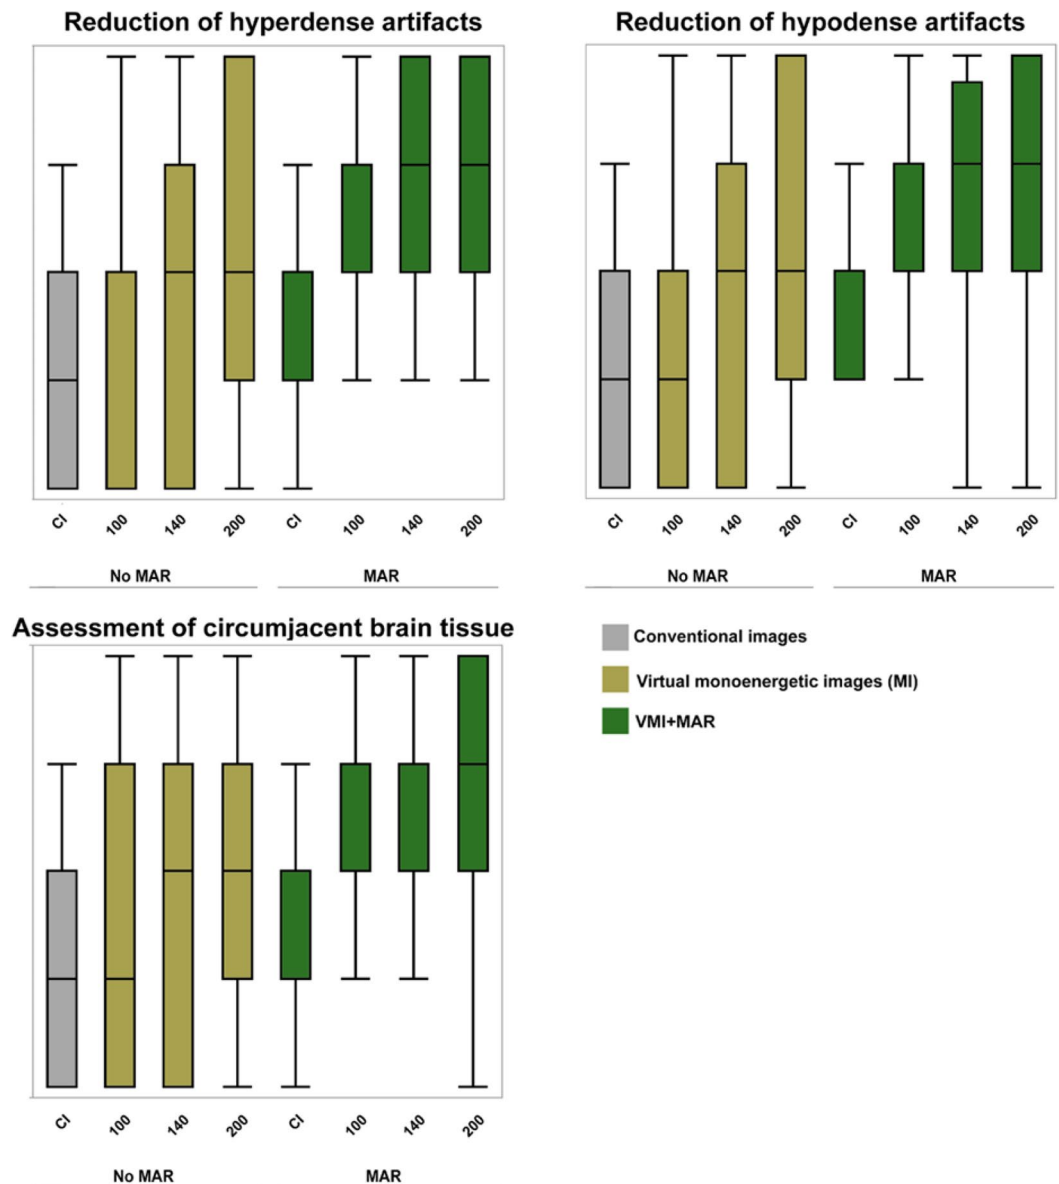 Reduction of hyperdense artifacts
CI 100 140 200 CI 100 140 200
No MAR MAR
Reduction of hypodense artifacts
CI 100 140 200 CI 100 140 200
No MAR MAR
Assessment of circumjacent brain tissue
CI 100 140 200 CI 100 140 200
No MAR MAR
Conventional images
Virtual monoenergetic images (MI)
VMI+MAR